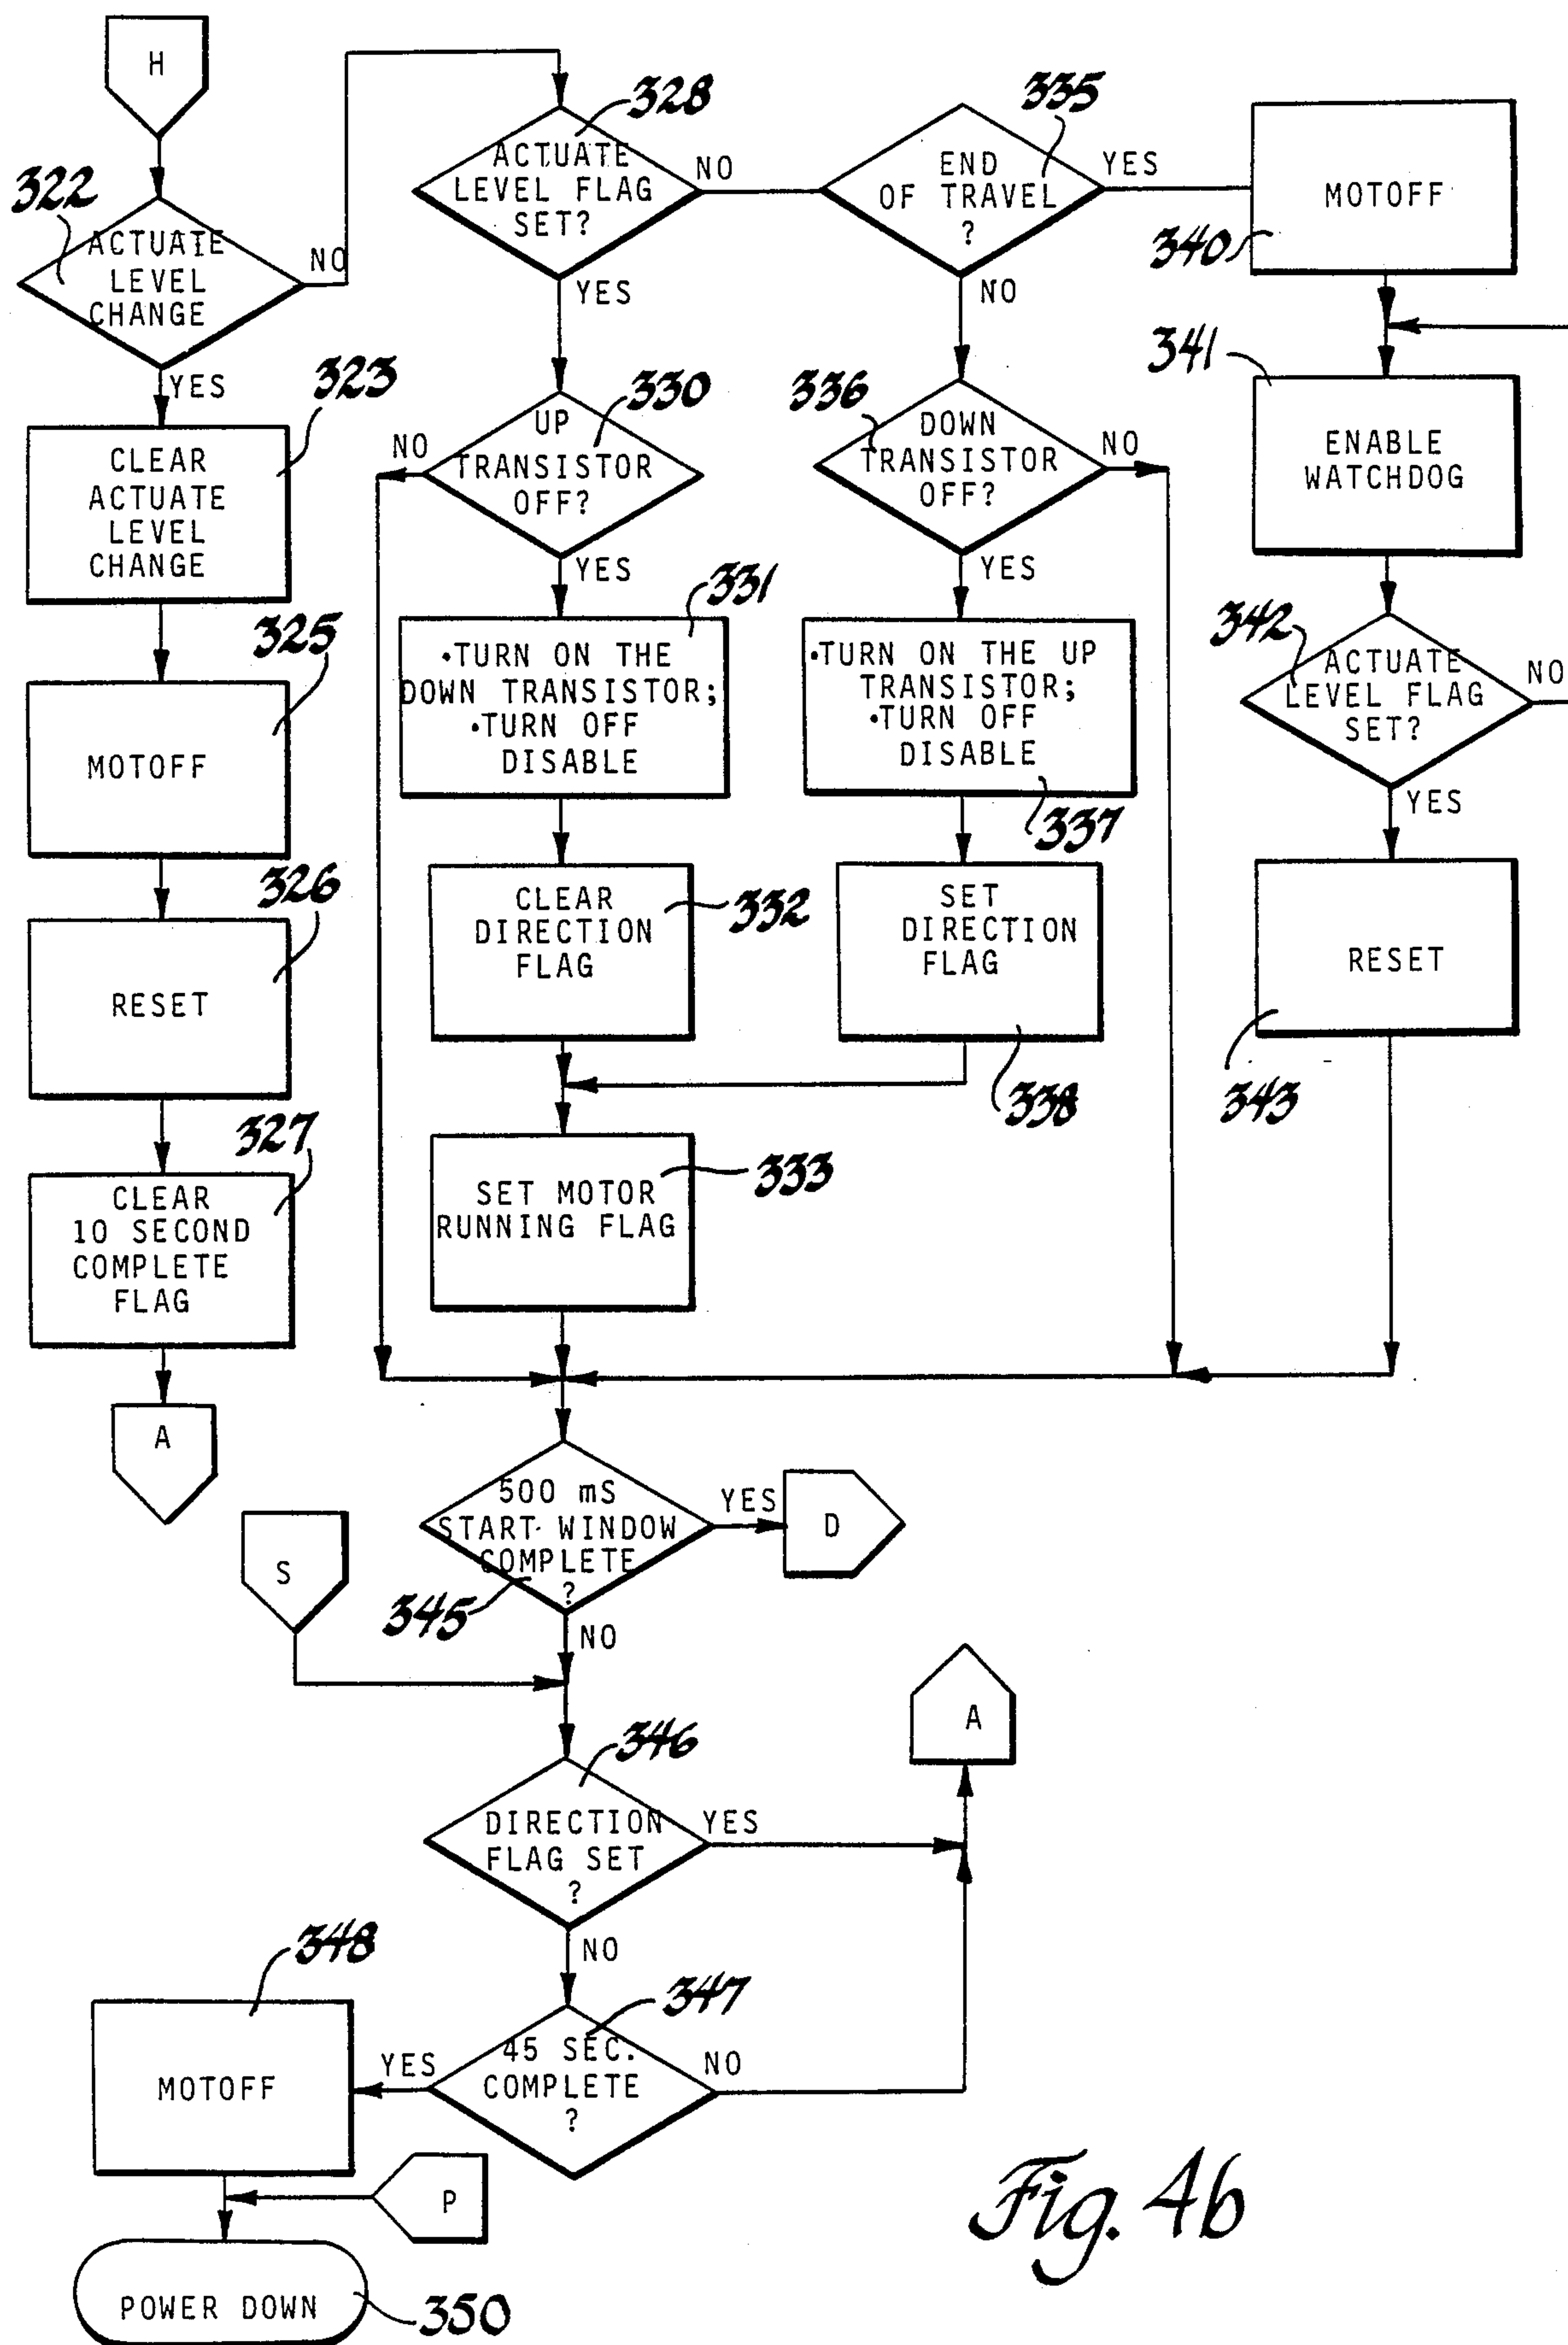 H
322
ACTUATE
LEVEL
CHANGE
NO
YES
323
CLEAR
ACTUATE
LEVEL
CHANGE
325
MOTOFF
326
RESET
327
CLEAR
10 SECOND
COMPLETE
FLAG
A
328
ACTUATE
LEVEL FLAG
SET?
NO
YES
330
UP
TRANSISTOR
OFF?
NO
YES
331
•TURN ON THE
DOWN TRANSISTOR;
•TURN OFF
DISABLE
332
CLEAR
DIRECTION
FLAG
333
SET MOTOR
RUNNING FLAG
335
END
OF TRAVEL
?
YES
NO
336
DOWN
TRANSISTOR
OFF?
NO
YES
•TURN ON THE UP
TRANSISTOR;
•TURN OFF
DISABLE
337
SET
DIRECTION
FLAG
338
MOTOFF
340
341
ENABLE
WATCHDOG
342
ACTUATE
LEVEL FLAG
SET?
NO
YES
RESET
343
500 mS
START WINDOW
COMPLETE
?
345
YES
D
NO
S
346
DIRECTION
FLAG SET
?
YES
A
NO
347
45 SEC.
COMPLETE
?
YES
NO
348
MOTOFF
P
POWER DOWN
350
Fig. 4b